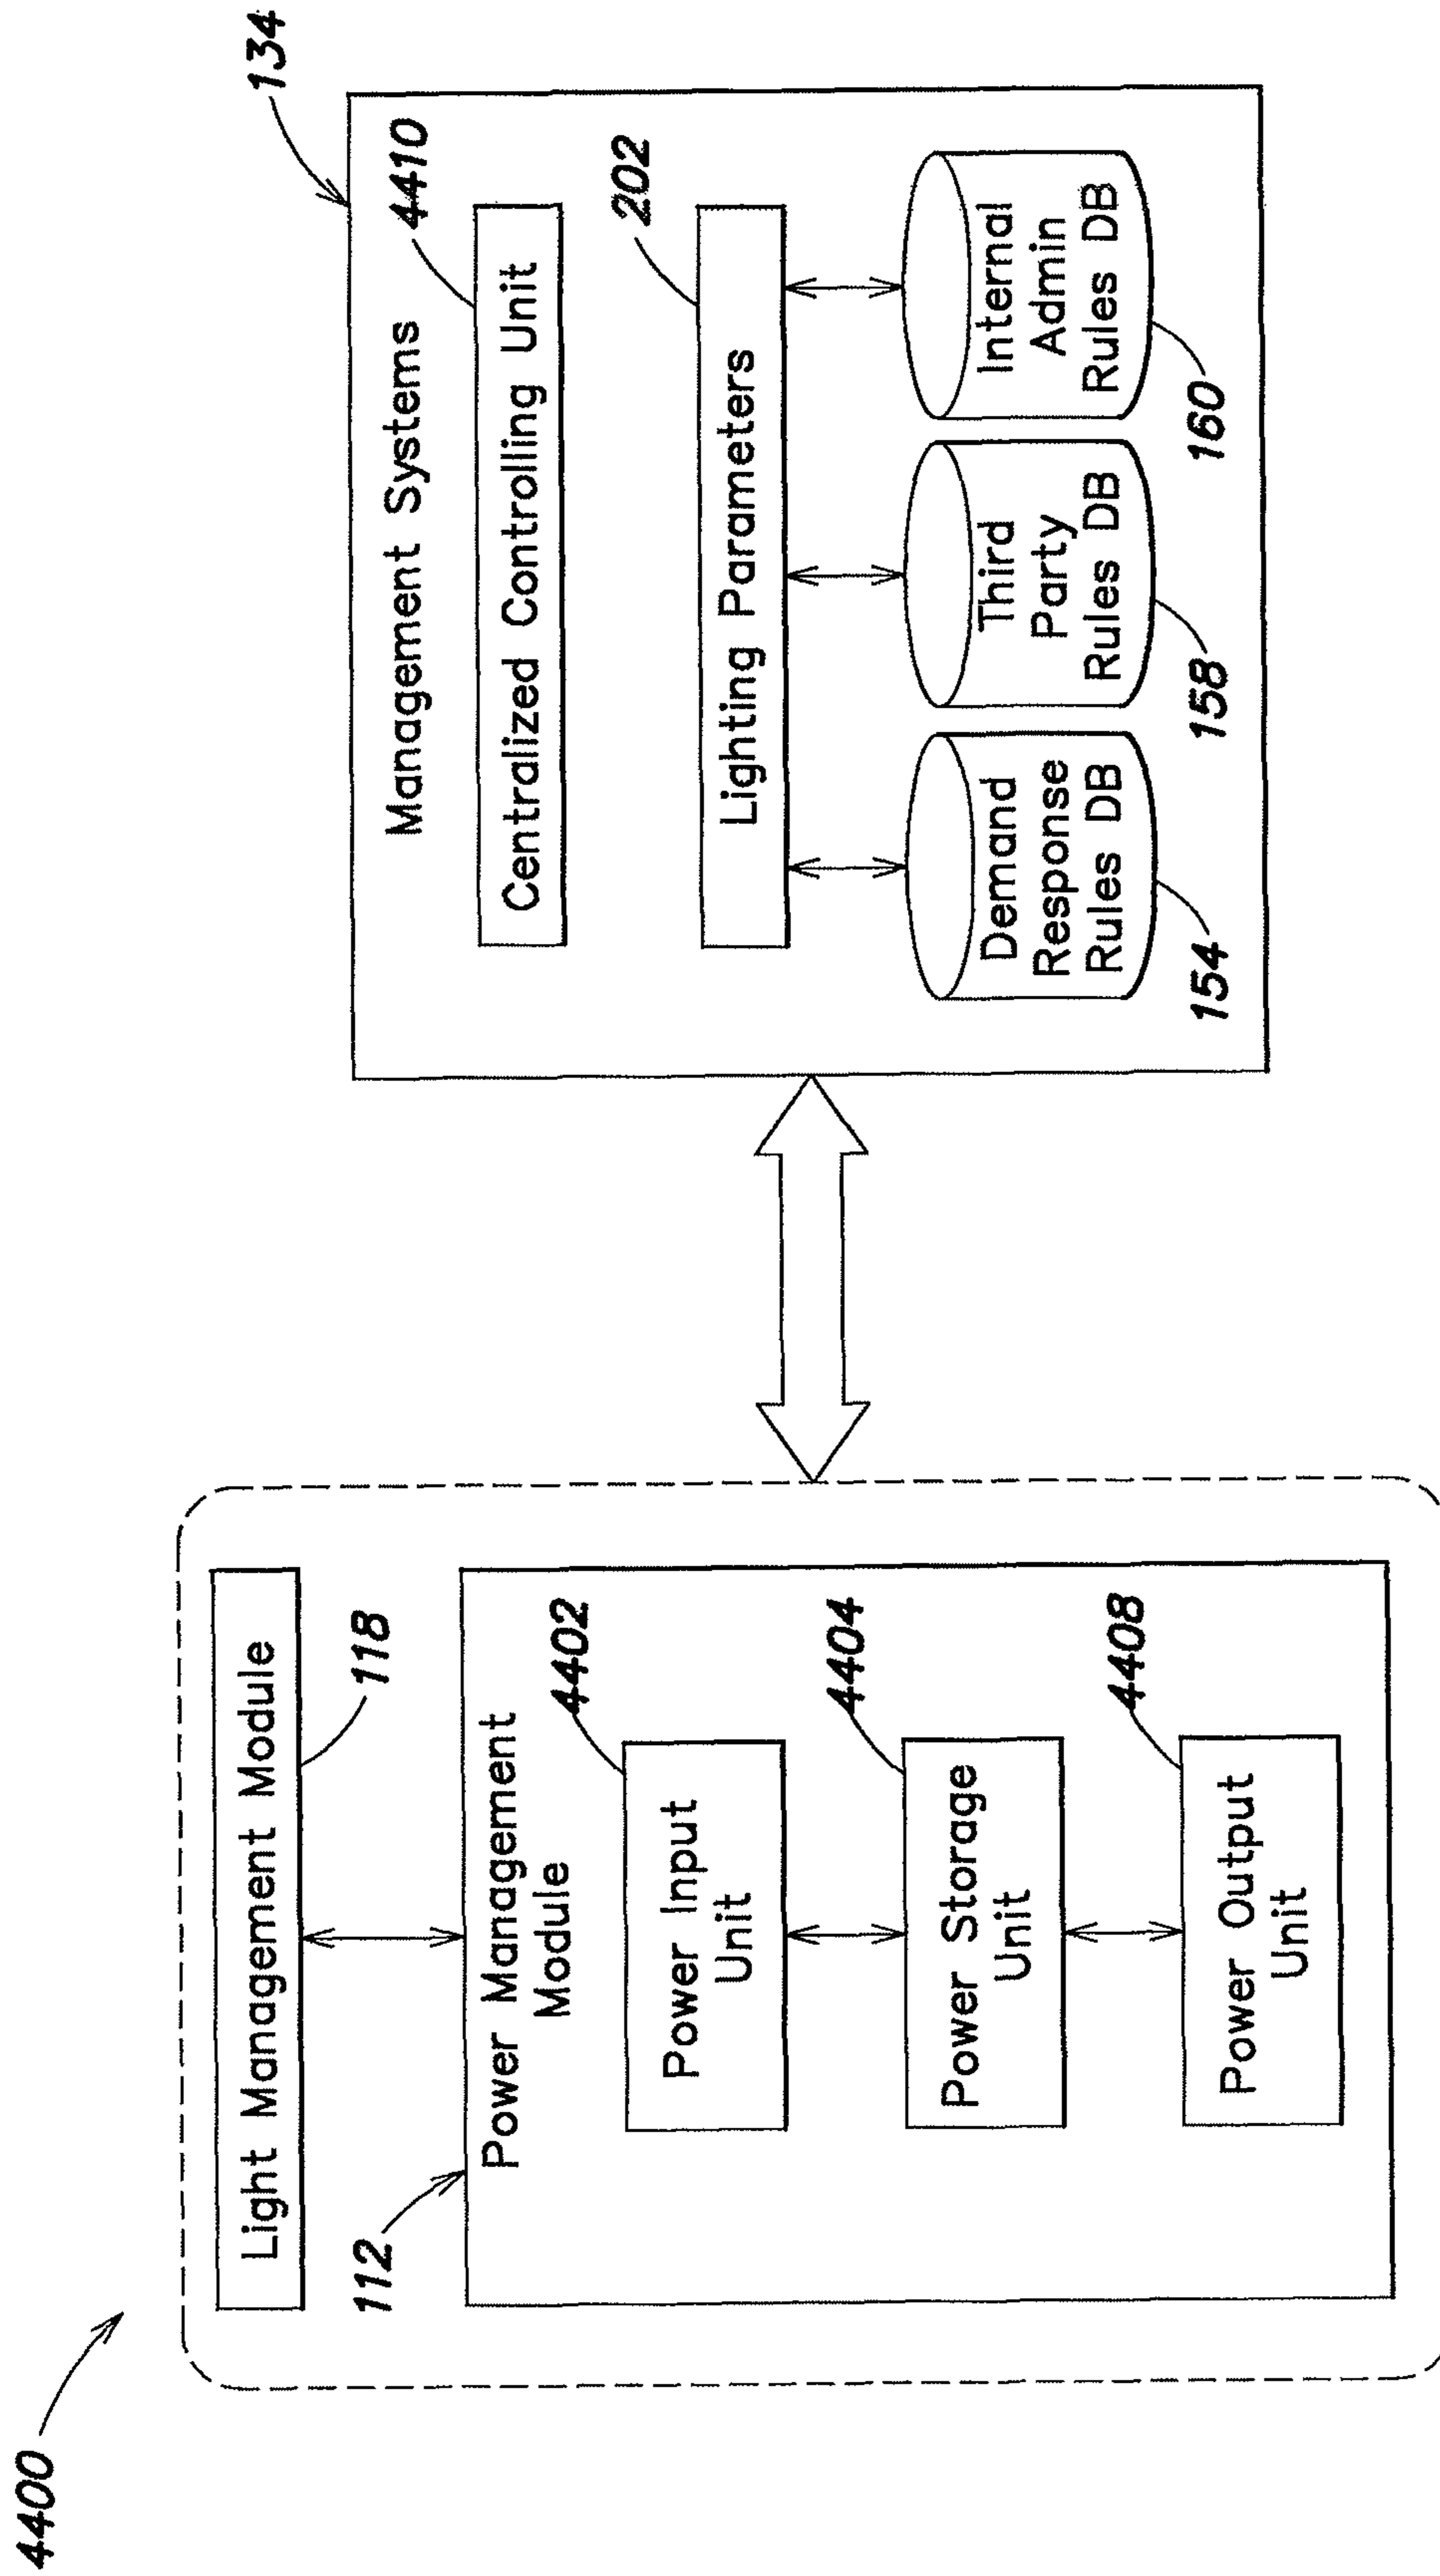 4400
Light Management Module
118
112
Power Management
Module
4402
Power Input
Unit
4404
Power Storage
Unit
4408
Power Output
Unit
134
Management Systems
4410
Centralized Controlling Unit
202
Lighting Parameters
Demand
Response
Rules DB
154
Third
Party
Rules DB
158
Internal
Admin
Rules DB
160